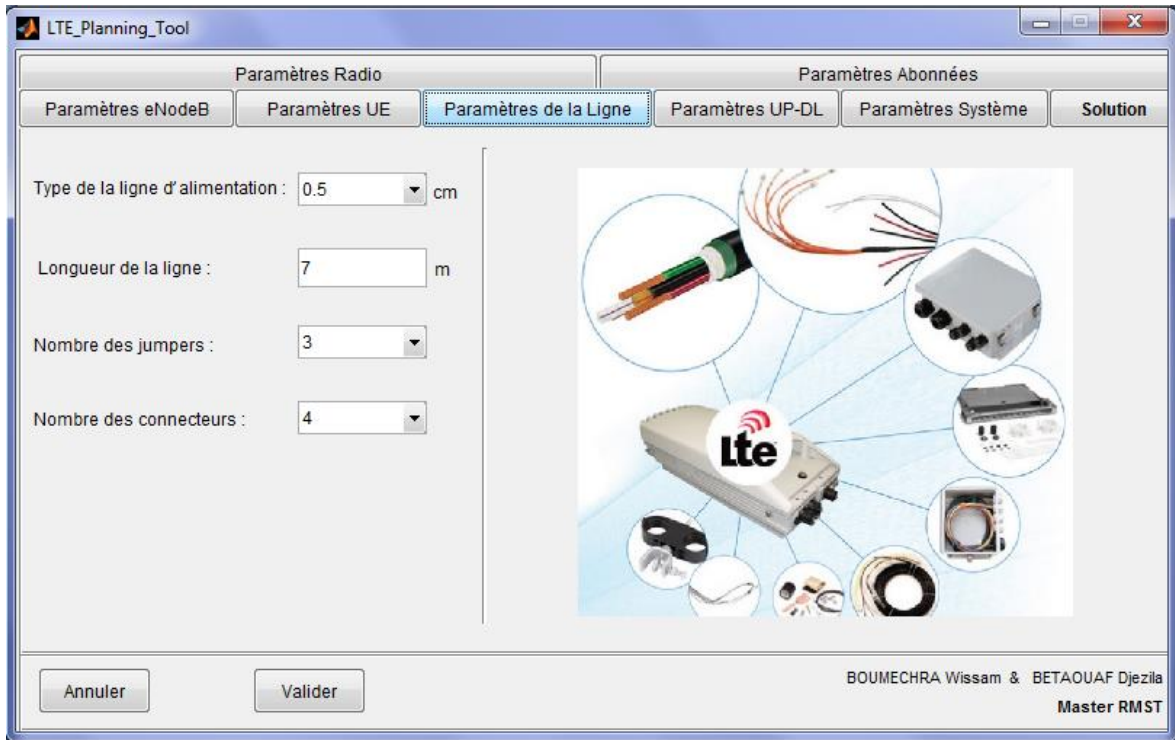 LTE_Planning_Tool
Paramètres Radio
Paramètres Abonnées
Paramètres eNodeB
Paramètres UE
Paramètres de la Ligne
Paramètres UP-DL
Paramètres Système
Solution
Type de la ligne d'alimentation : 0.5 cm
Longueur de la ligne : 7 m
Nombre des jumpers : 3
Nombre des connecteurs : 4
Lte
Annuler
Valider
BOUMECHRA Wissam & BETAOUAF Djezila
Master RMST